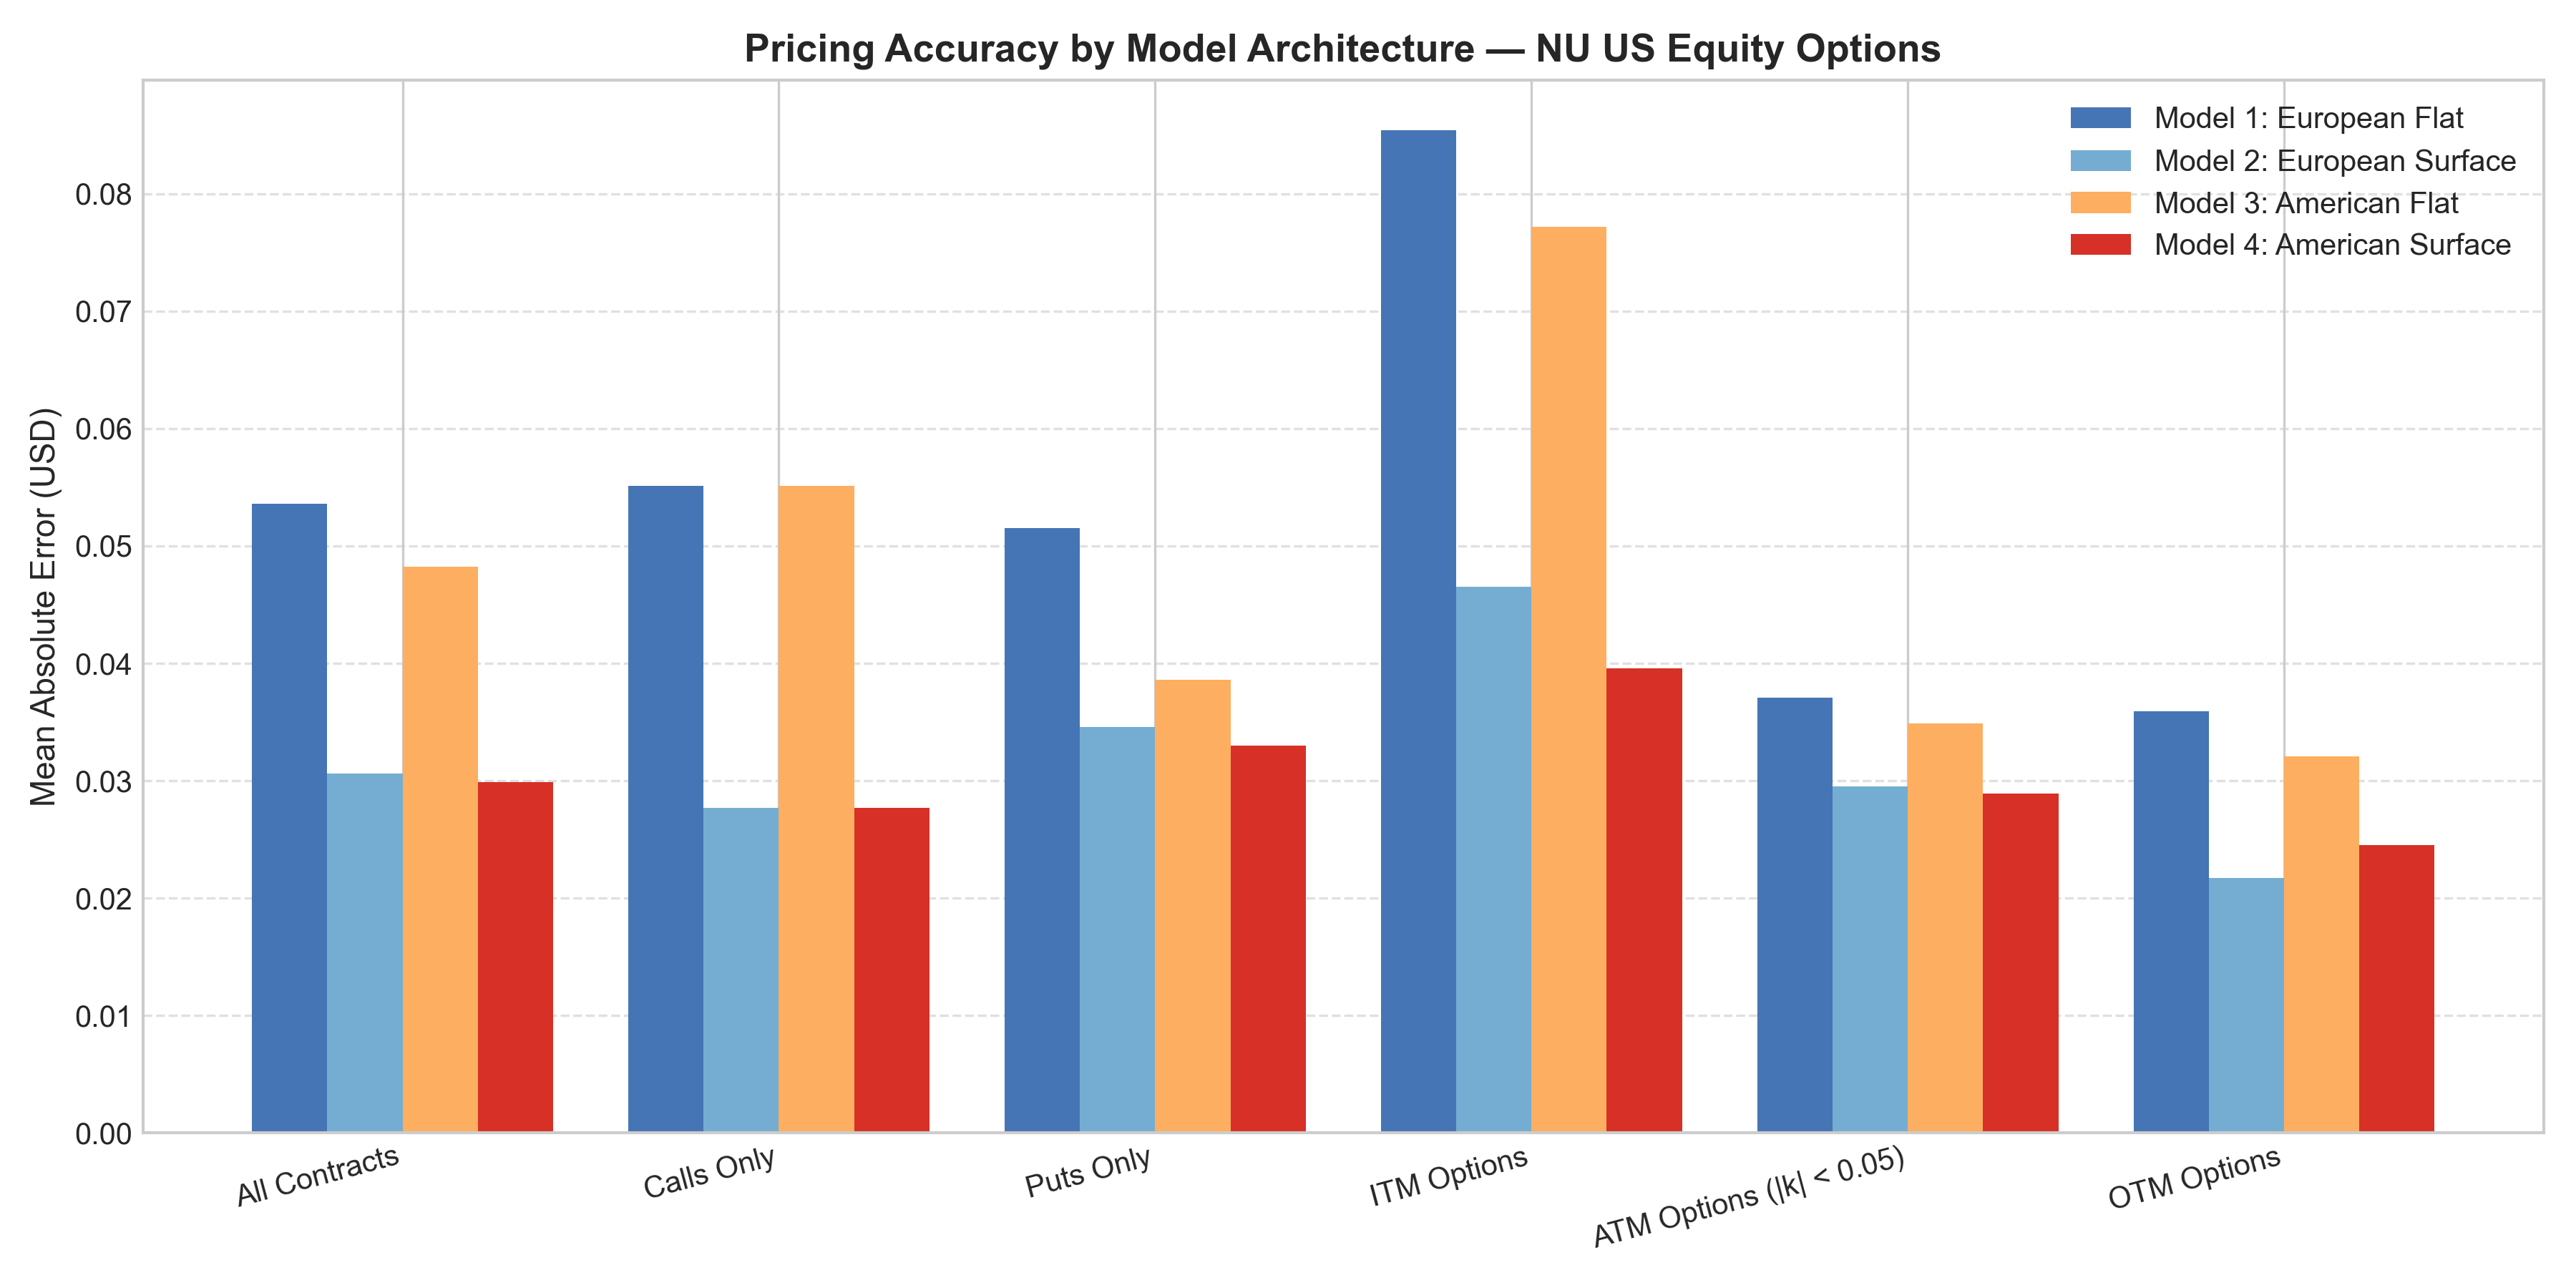 Pricing Accuracy by Model Architecture — NU US Equity Options
Model 1: European Flat
Model 2: European Surface
Model 3: American Flat
Model 4: American Surface
Mean Absolute Error (USD)
0.08
0.07
0.06
0.05
0.04
0.03
0.02
0.01
0.00
All Contracts
Calls Only
Puts Only
ITM Options
ATM Options (|k| < 0.05)
OTM Options